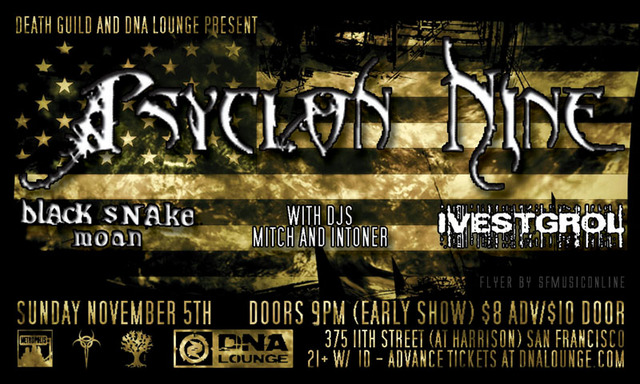 DEATH GUILD AND DNA LOUNGE PRESENT
PSYCLON NINE
black snake
moan
WITH DJS
MITCH AND INTONER
IVESTGROL
FLYER BY SFMUSICONLINE
SUNDAY NOVEMBER 5TH
DOORS 9PM (EARLY SHOW) $8 ADV/$10 DOOR
375 11TH STREET (AT HARRISON) SAN FRANCISCO
21+ W/ ID - ADVANCE TICKETS AT DNALOUNGE.COM
METROPOLIS
DNA
LOUNGE